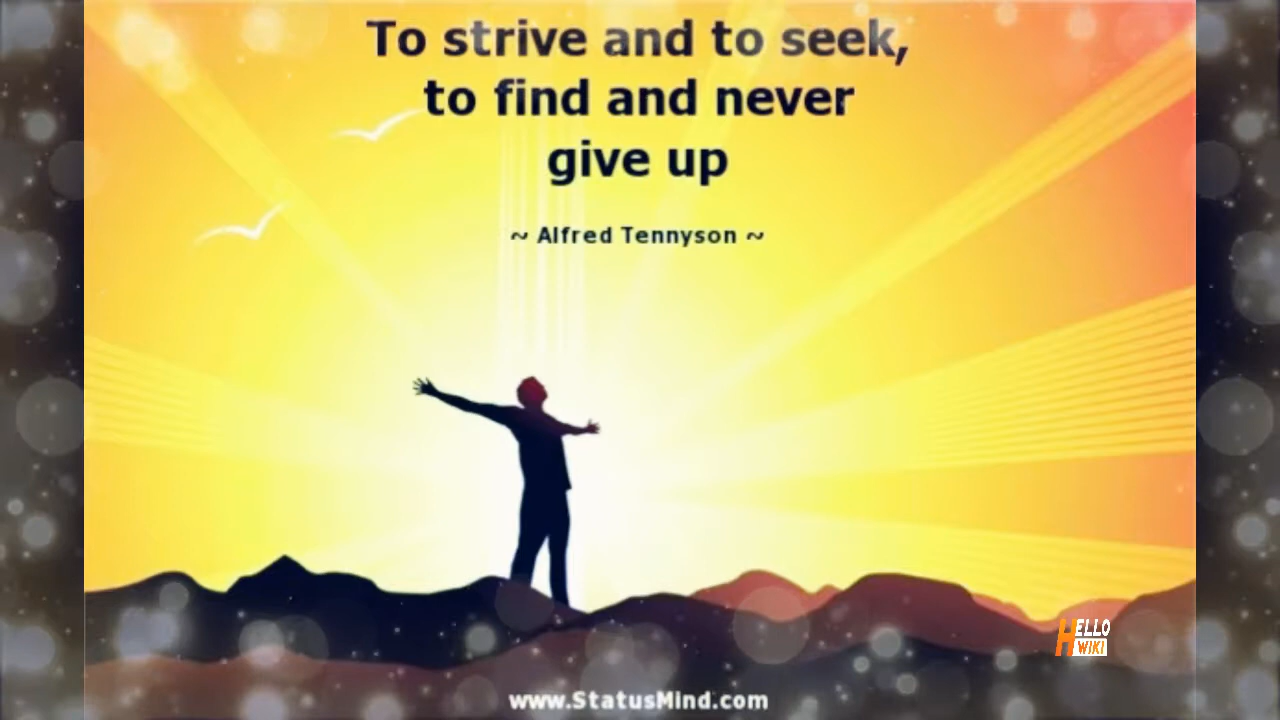 To strive and to seek,
to find and never
give up
~ Alfred Tennyson ~
HELLO
WIKI
www.StatusMind.com